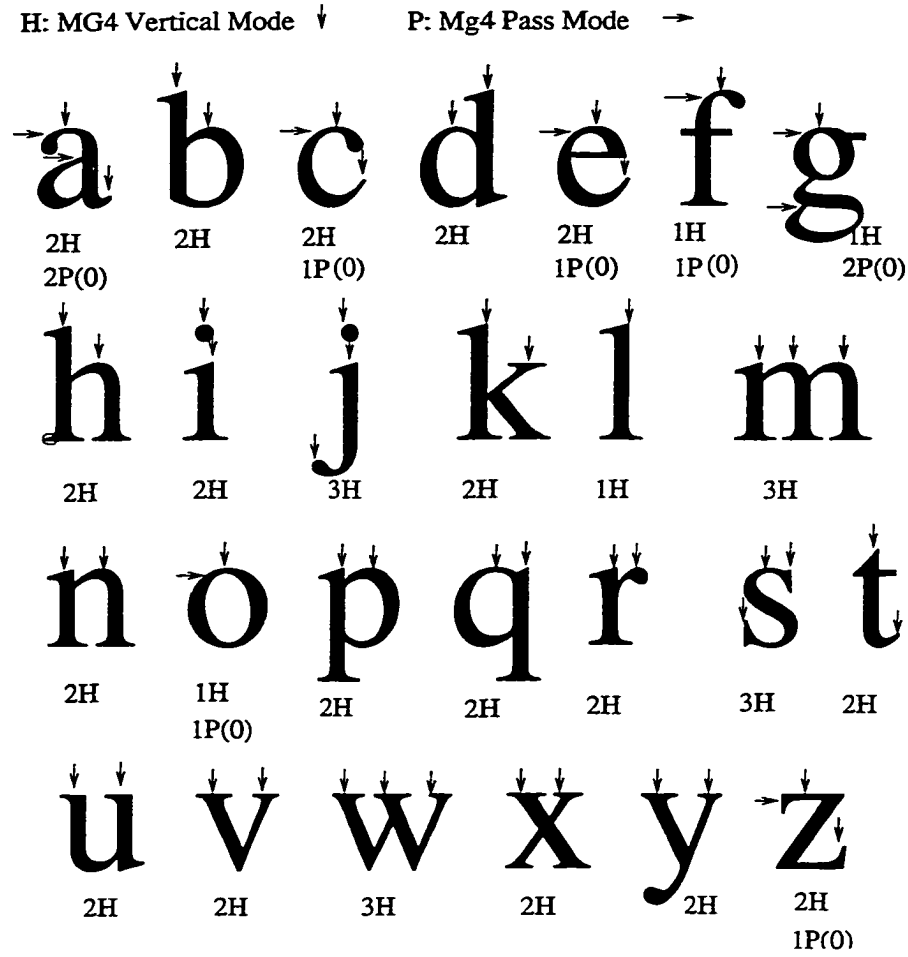 H: MG4 Vertical Mode ↓ P: Mg4 Pass Mode →
a b c d e f g
2H 2H 2H 2H 2H 1H 1H
2P(0) 1P(0) 1P(0) 1P(0) 2P(0)
h i j k l m
2H 2H 3H 2H 1H 3H
n o p q r s t
2H 1H 2H 2H 2H 3H 2H
1P(0)
u v w x y z
2H 2H 3H 2H 2H 2H
1P(0)